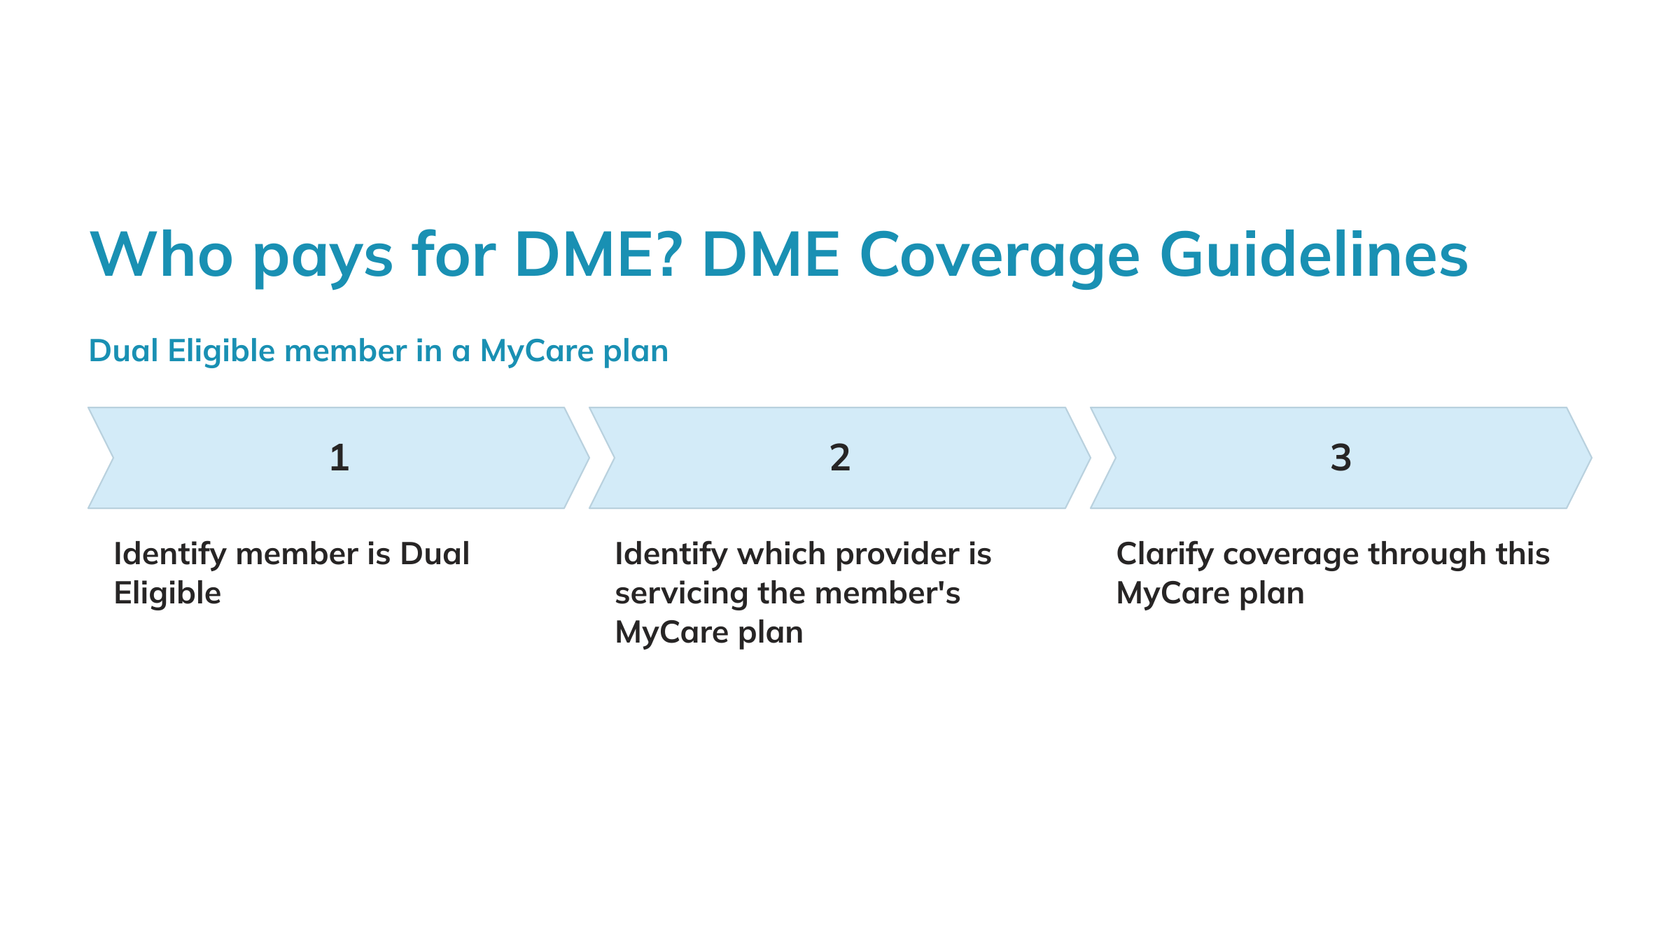 Who pays for DME? DME Coverage Guidelines
Dual Eligible member in a MyCare plan
1
2
3
Identify member is Dual
Eligible
Identify which provider is
servicing the member's
MyCare plan
Clarify coverage through this
MyCare plan